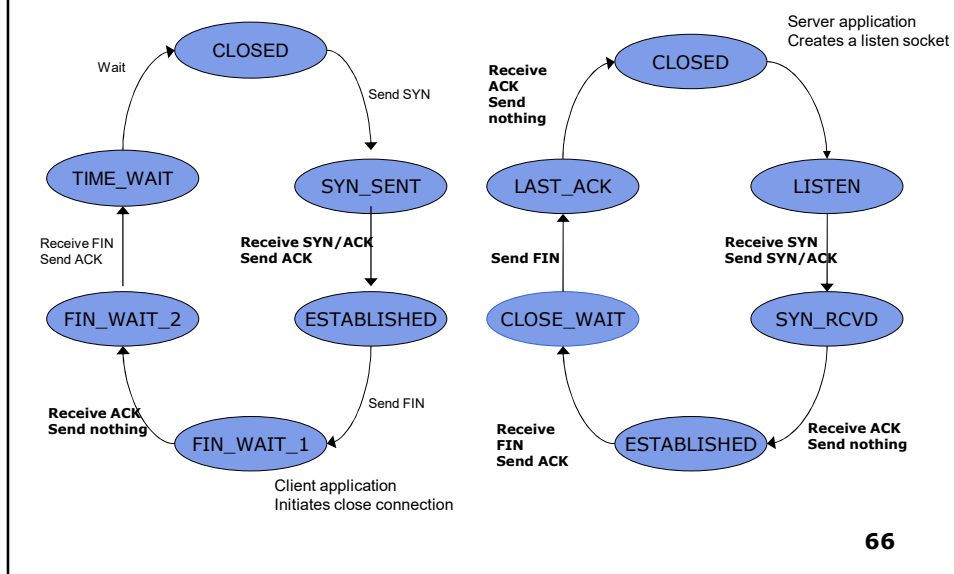 CLOSED
Wait
Send SYN
TIME_WAIT
SYN_SENT
Receive FIN
Send ACK
Receive SYN/ACK
Send ACK
FIN_WAIT_2
ESTABLISHED
Receive ACK
Send nothing
Send FIN
FIN_WAIT_1
Client application
Initiates close connection
Server application
Creates a listen socket
CLOSED
Receive
ACK
Send
nothing
LAST_ACK
LISTEN
Send FIN
Receive SYN
Send SYN/ACK
CLOSE_WAIT
SYN_RCVD
Receive
FIN
Send ACK
ESTABLISHED
Receive ACK
Send nothing
66